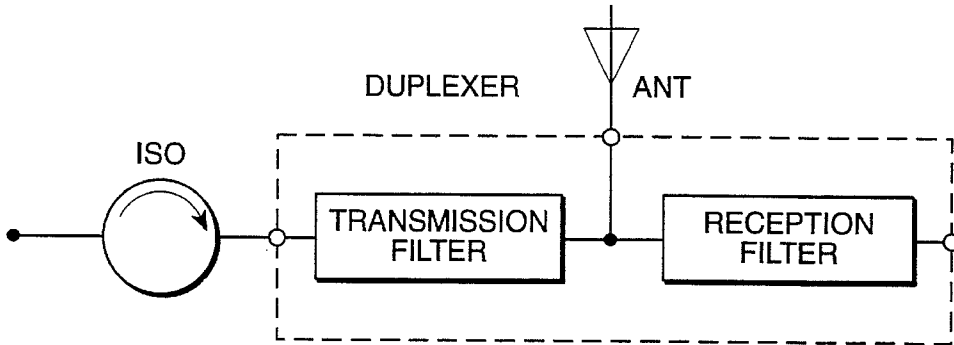 DUPLEXER
ANT
ISO
TRANSMISSION
FILTER
RECEPTION
FILTER